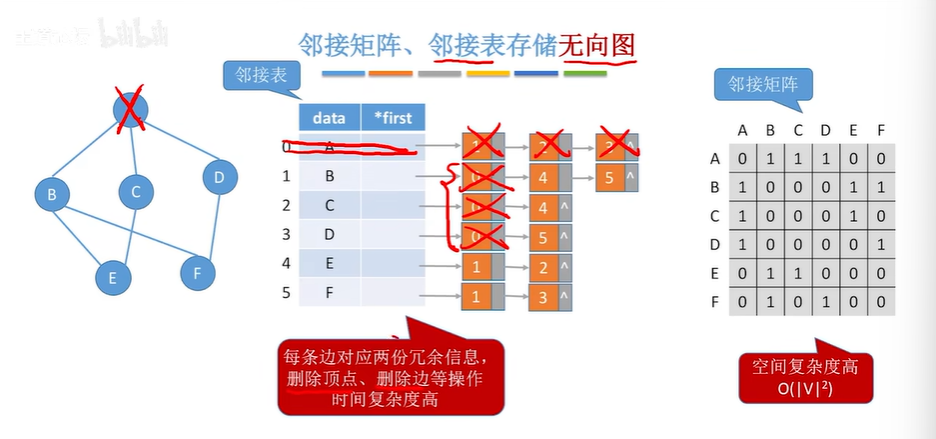 bilibili
邻接矩阵、邻接表存储无向图
邻接表
data *first
0 A
1 B 4 5 ^
2 C 4 ^
3 D 5 ^
4 E 1 2 ^
5 F 1 3 ^
B C D
E F
每条边对应两份冗余信息，
删除顶点、删除边等操作
时间复杂度高
邻接矩阵
A B C D E F
A 0 1 1 1 0 0
B 1 0 0 0 1 1
C 1 0 0 0 1 0
D 1 0 0 0 0 1
E 0 1 1 0 0 0
F 0 1 0 1 0 0
空间复杂度高
O(|V|²)